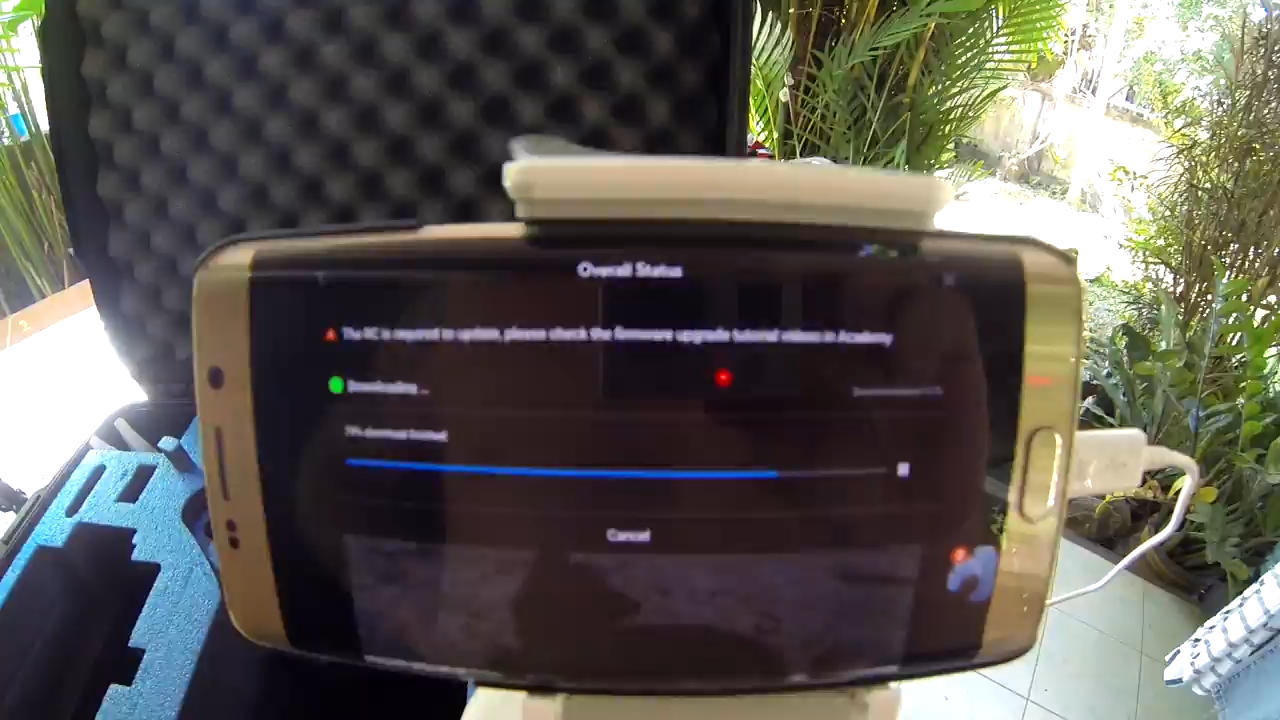 Overall Status
The RC is required to update, please check the firmware upgrade tutorial videos in Academy
Downloading ...
Cancel